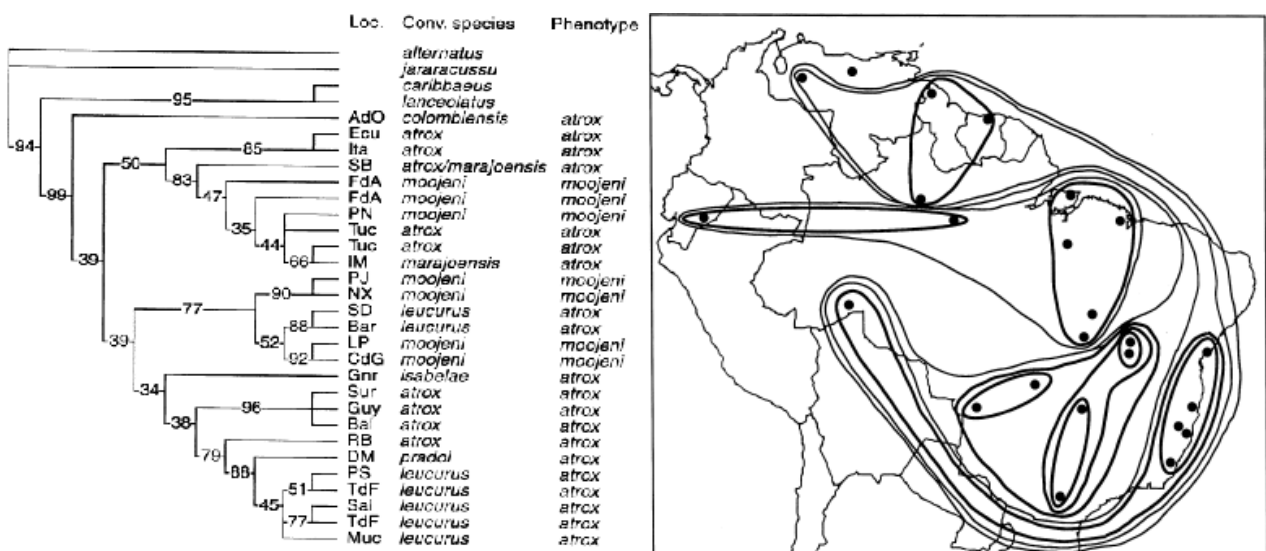 Loc. Conv. species Phenotype
alternatus
jararacussu
caribbaeus
95 lanceolatus
AdO colombiensis atrox
Ecu atrox atrox
94 85 Ita atrox atrox
50 SB atrox/marajoensis atrox
83 FdA moojeni moojeni
99 47 FdA moojeni moojeni
PN moojeni moojeni
35 Tuc atrox atrox
44 Tuc atrox atrox
39 66 IM marajoensis atrox
PJ moojeni moojeni
90 NX moojeni moojeni
77 SD leucurus atrox
88 Bar leucurus atrox
39 52 LP moojeni moojeni
92 CdG moojeni moojeni
Gnr isabelae atrox
34 Sur atrox atrox
96 Guy atrox atrox
38 Bal atrox atrox
RB atrox atrox
79 DM pradoi atrox
88 PS leucurus atrox
51 TdF leucurus atrox
45 Sal leucurus atrox
77 TdF leucurus atrox
Muc leucurus atrox